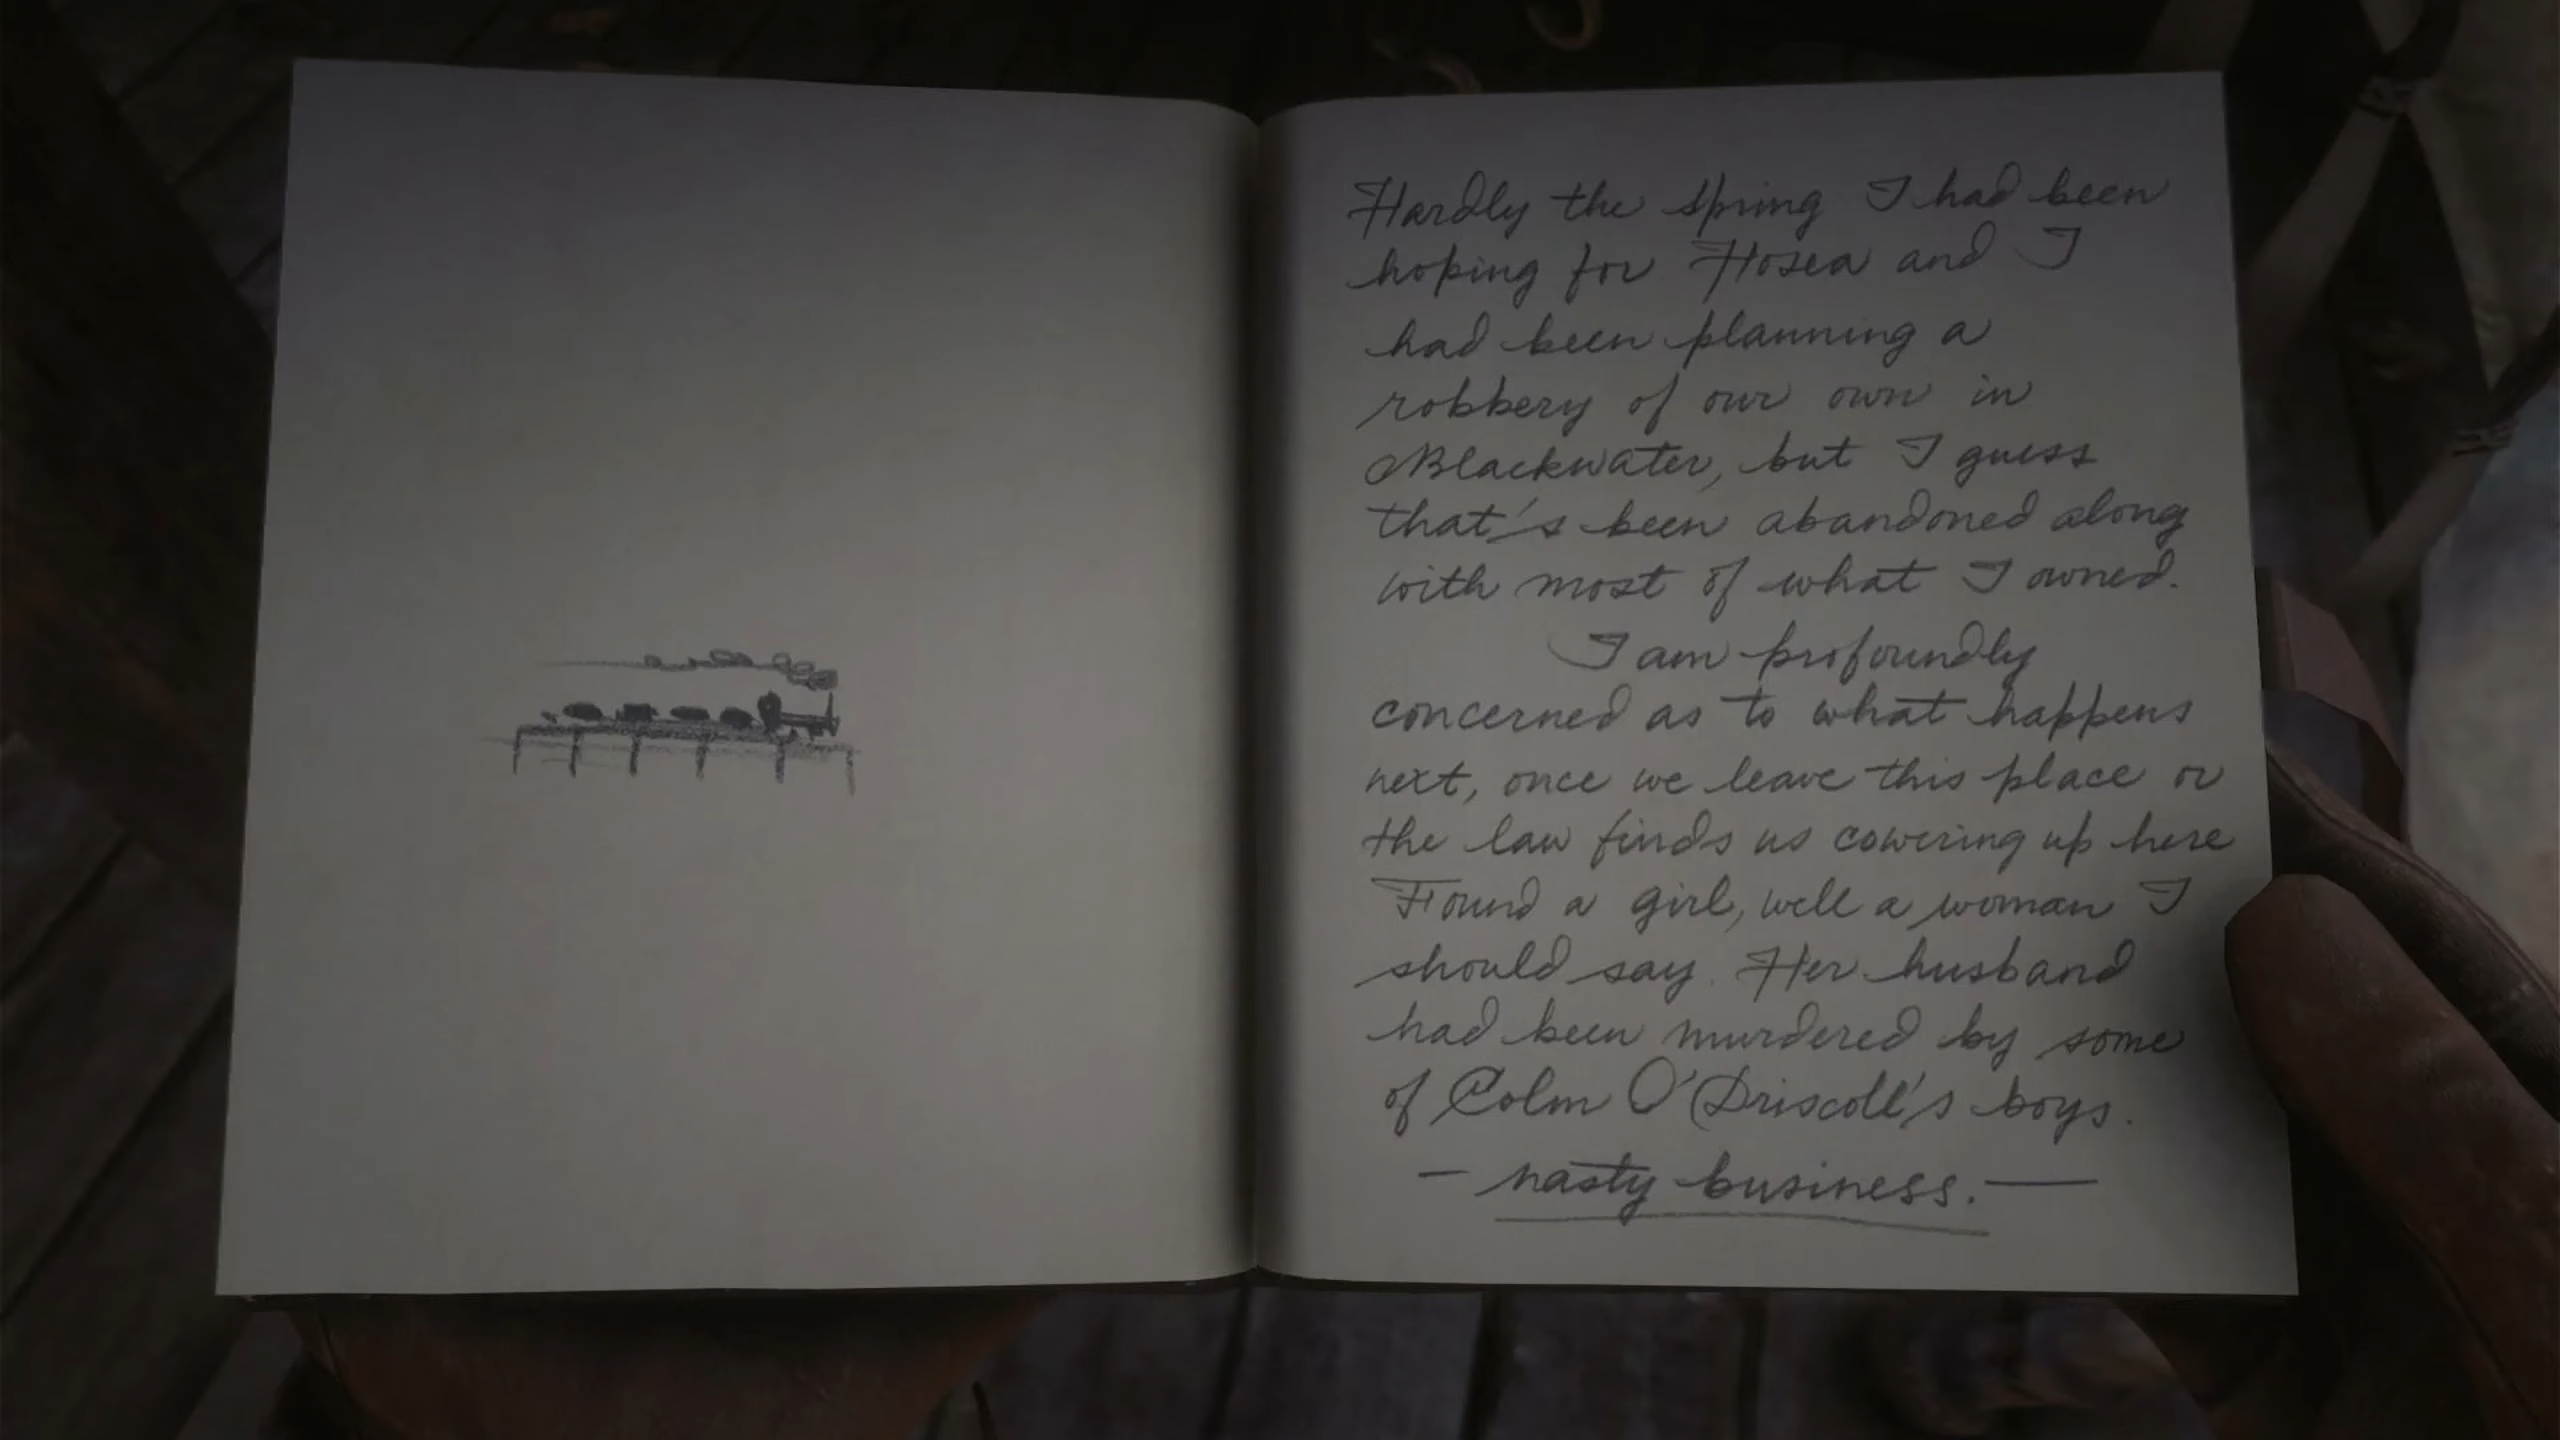 Hardly the spring I had been
hoping for Hosea and I
had been planning a
robbery of our own in
Blackwater, but I guess
that's been abandoned along
with most of what I owned.
I am profoundly
concerned as to what happens
next, once we leave this place or
the law finds us cowering up here
Found a girl, well a woman I
should say. Her husband
had been murdered by some
of Colm O'Driscoll's boys.
— nasty business. —